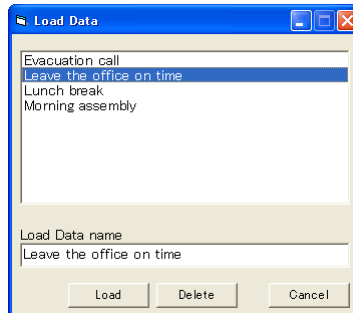 Load Data
Evacuation call
Leave the office on time
Lunch break
Morning assembly
Load Data name
Leave the office on time
Load Delete Cancel